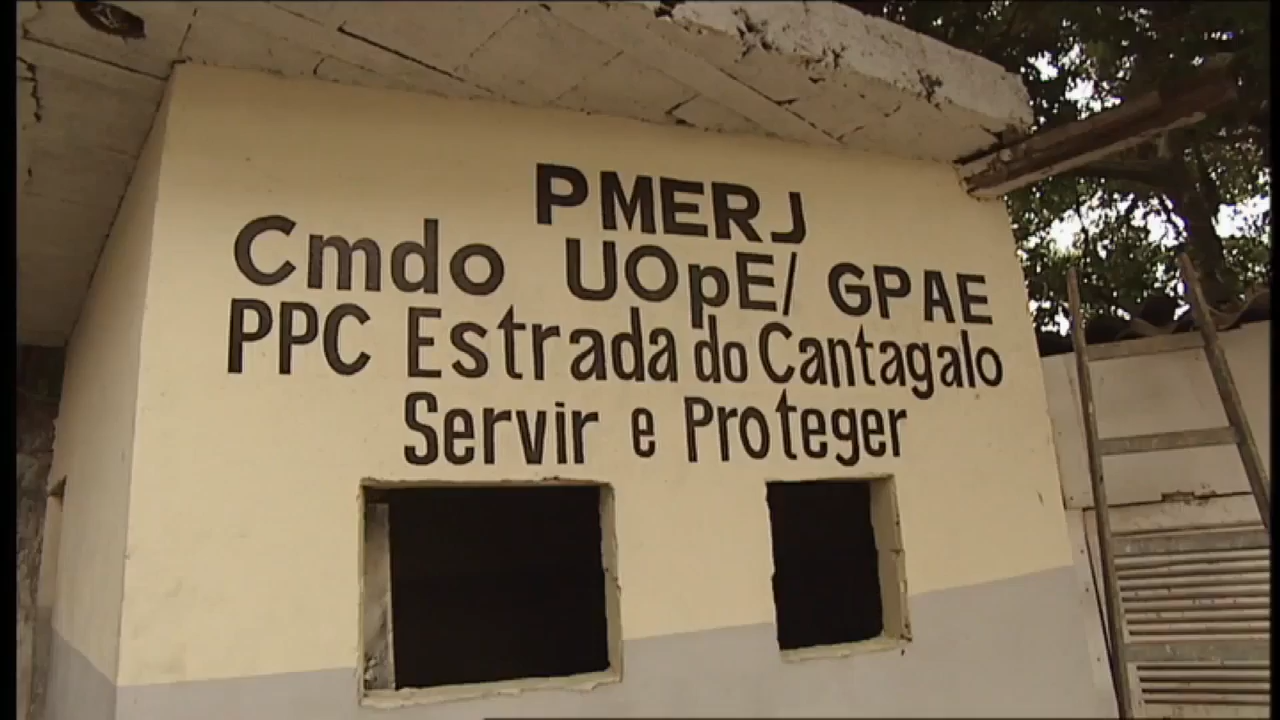 PMERJ
Cmdo UOpE/ GPAE
PPC Estrada do Cantagalo
Servir e Proteger